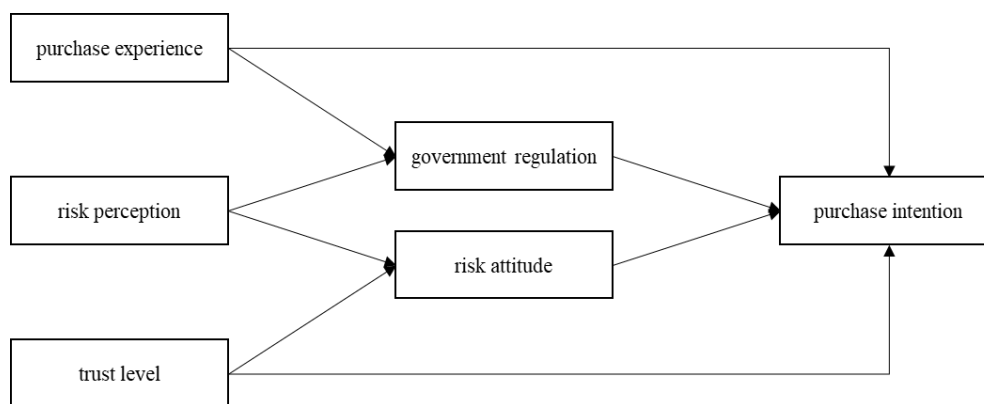 purchase experience
government regulation
risk perception
purchase intention
risk attitude
trust level